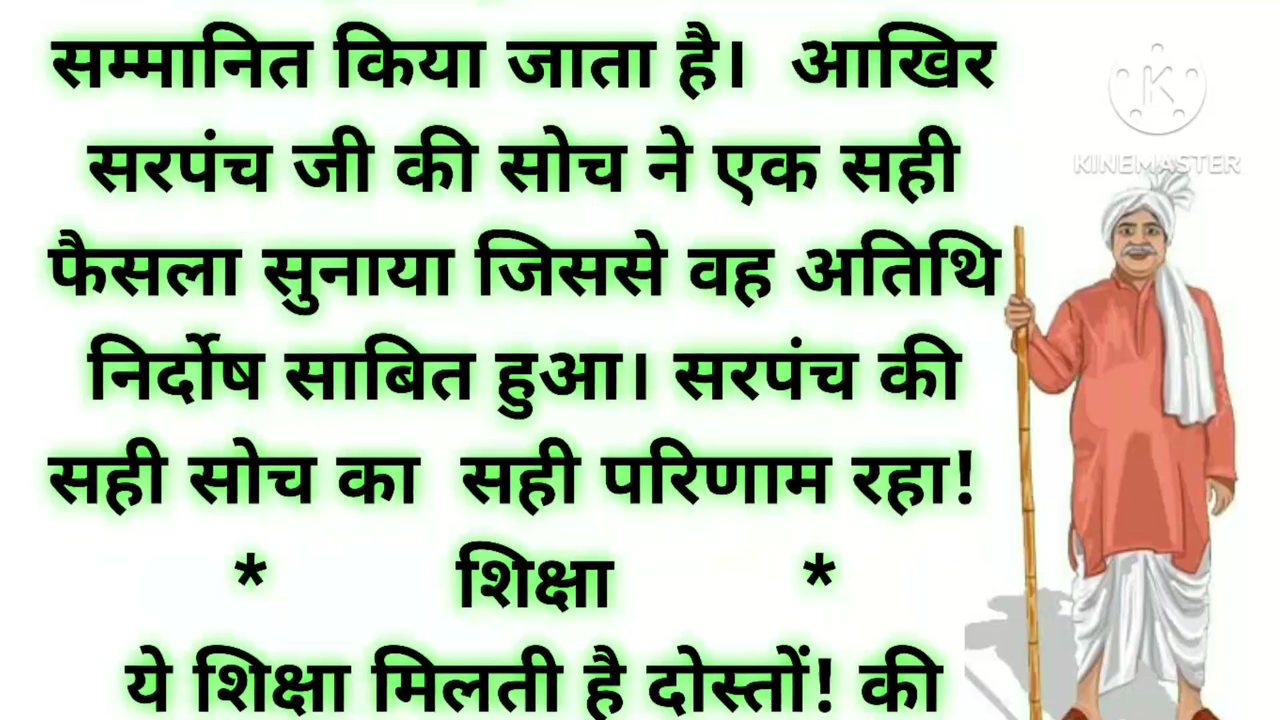 सम्मानित किया जाता है।  आखिर
सरपंच जी की सोच ने एक सही
फैसला सुनाया जिससे वह अतिथि
निर्दोष साबित हुआ। सरपंच की
सही सोच का  सही परिणाम रहा!
* शिक्षा *
ये शिक्षा मिलती है दोस्तों! की
K
KINEMASTER